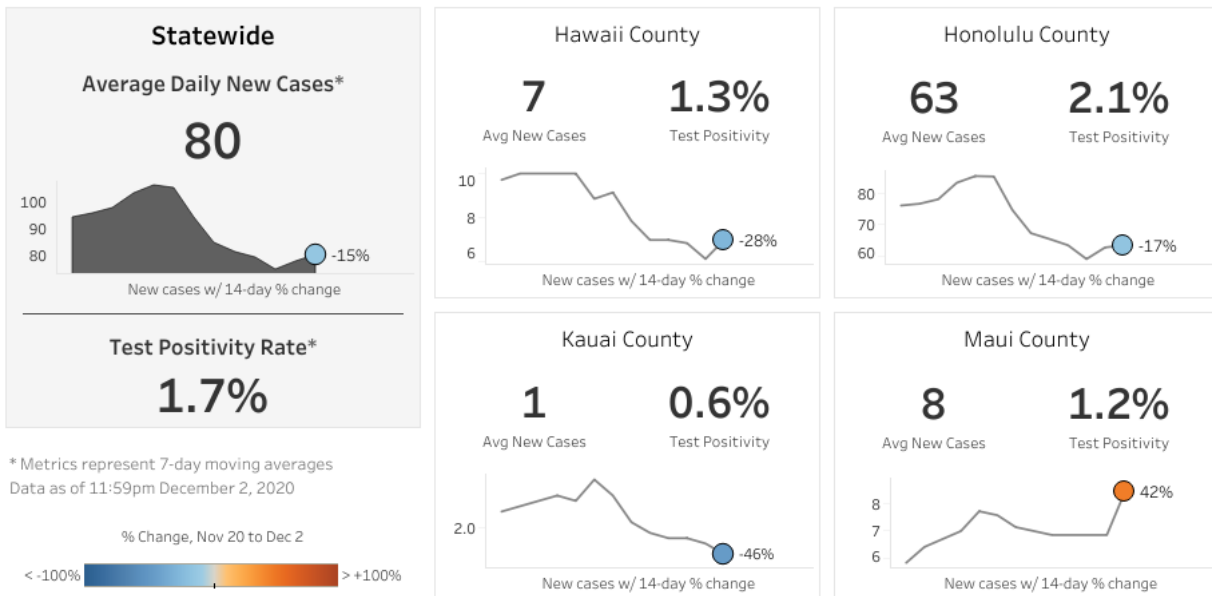 Statewide
Average Daily New Cases*
80
100
90
80
-15%
New cases w/ 14-day % change
Test Positivity Rate*
1.7%
* Metrics represent 7-day moving averages
Data as of 11:59pm December 2, 2020
% Change, Nov 20 to Dec 2
< -100%
> +100%
Hawaii County
7 1.3%
Avg New Cases Test Positivity
10
8
6
-28%
New cases w/ 14-day % change
Honolulu County
63 2.1%
Avg New Cases Test Positivity
80
70
60
-17%
New cases w/ 14-day % change
Kauai County
1 0.6%
Avg New Cases Test Positivity
2.0
-46%
New cases w/ 14-day % change
Maui County
8 1.2%
Avg New Cases Test Positivity
8
7
6
42%
New cases w/ 14-day % change